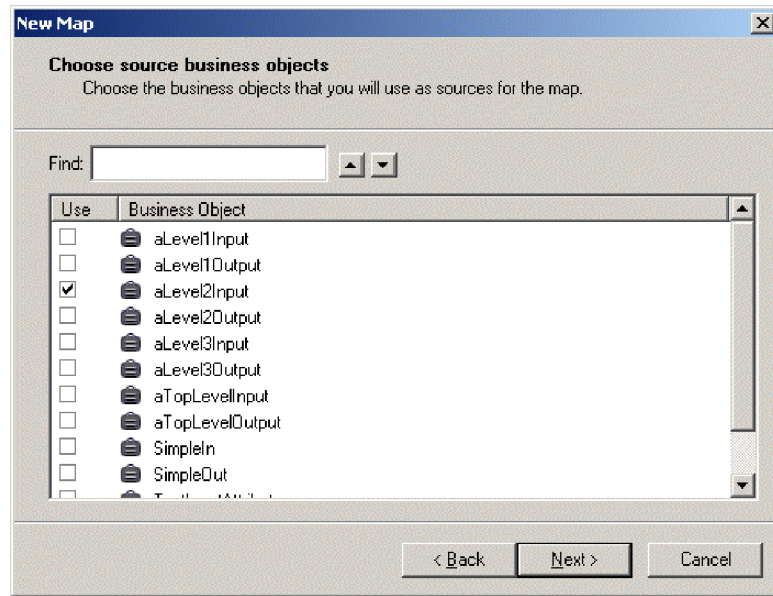 New Map
Choose source business objects
Choose the business objects that you will use as sources for the map.
Find:
Use Business Object
aLevel1Input
aLevel1Output
aLevel2Input
aLevel2Output
aLevel3Input
aLevel3Output
aTopLevelInput
aTopLevelOutput
SimpleIn
SimpleOut
< Back Next > Cancel